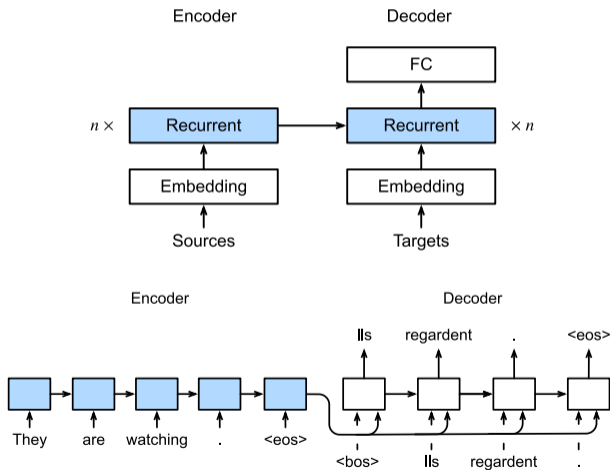 Encoder Decoder
FC
n × Recurrent Recurrent × n
Embedding Embedding
Sources Targets
Encoder Decoder
Ils regardent . <eos>
They are watching . <eos>
<bos> Ils regardent .